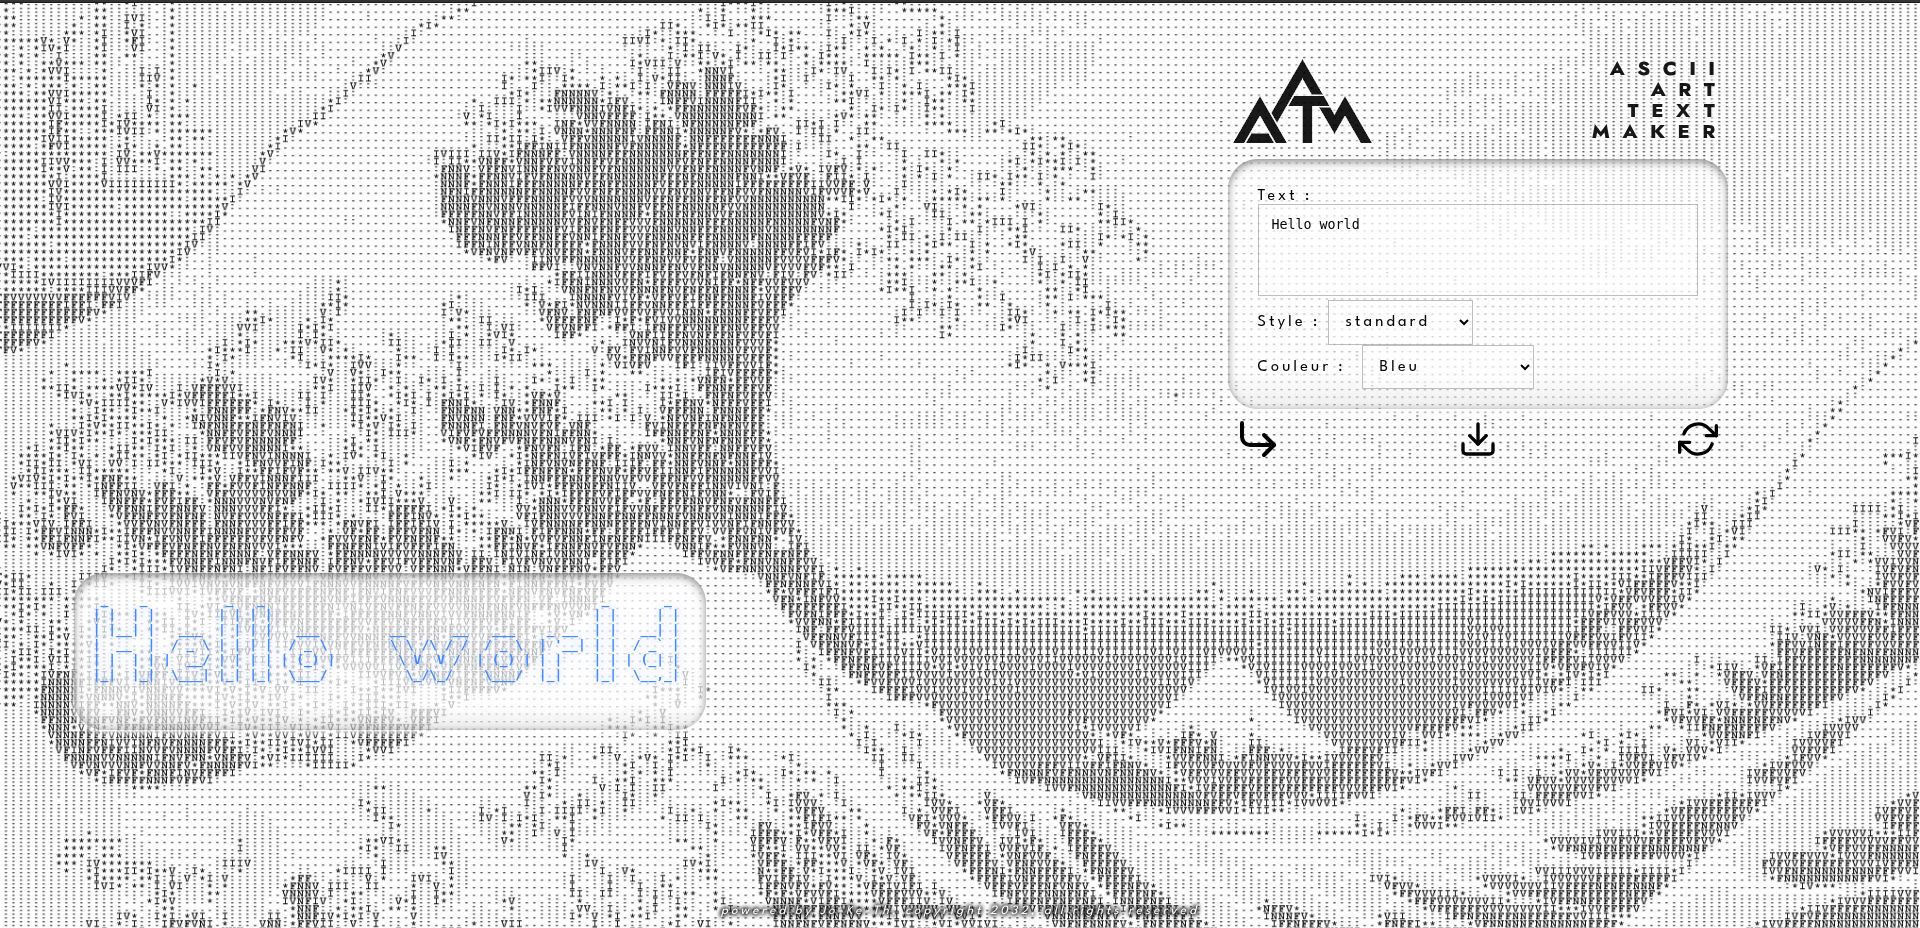 ATM
ASCII
ART
TEXT
MAKER
Text :
Hello world
Style : standard
Couleur : Bleu
Hello world